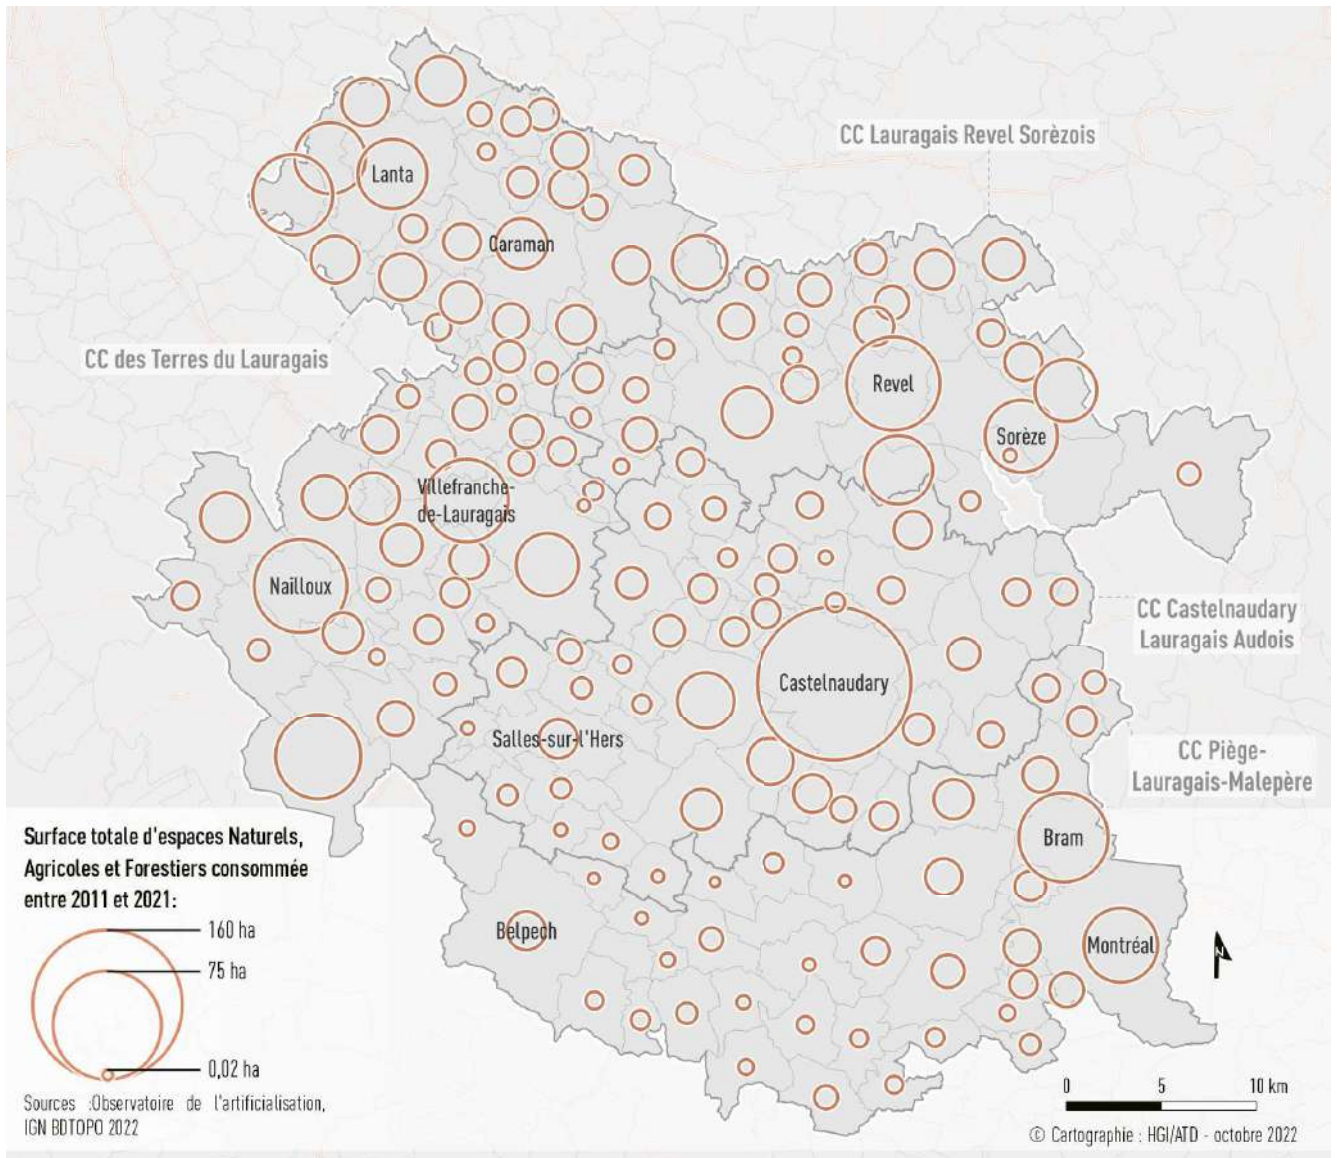 CC Lauragais Revel Sorèzois
Lanta
Caraman
CC des Terres du Lauragais
Revel
Sorèze
Villefranche-
de-Lauragais
Nailloux
CC Castelnaudary
Lauragais Audois
Castelnaudary
Salles-sur-l'Hers
CC Piège-
Lauragais-Malepère
Bram
Belpech
Montréal
N
Surface totale d'espaces Naturels,
Agricoles et Forestiers consommée
entre 2011 et 2021:
160 ha
75 ha
0,02 ha
Sources :Observatoire de l'artificialisation,
IGN BDTOPO 2022
0 5 10 km
© Cartographie : HGI/ATD - octobre 2022